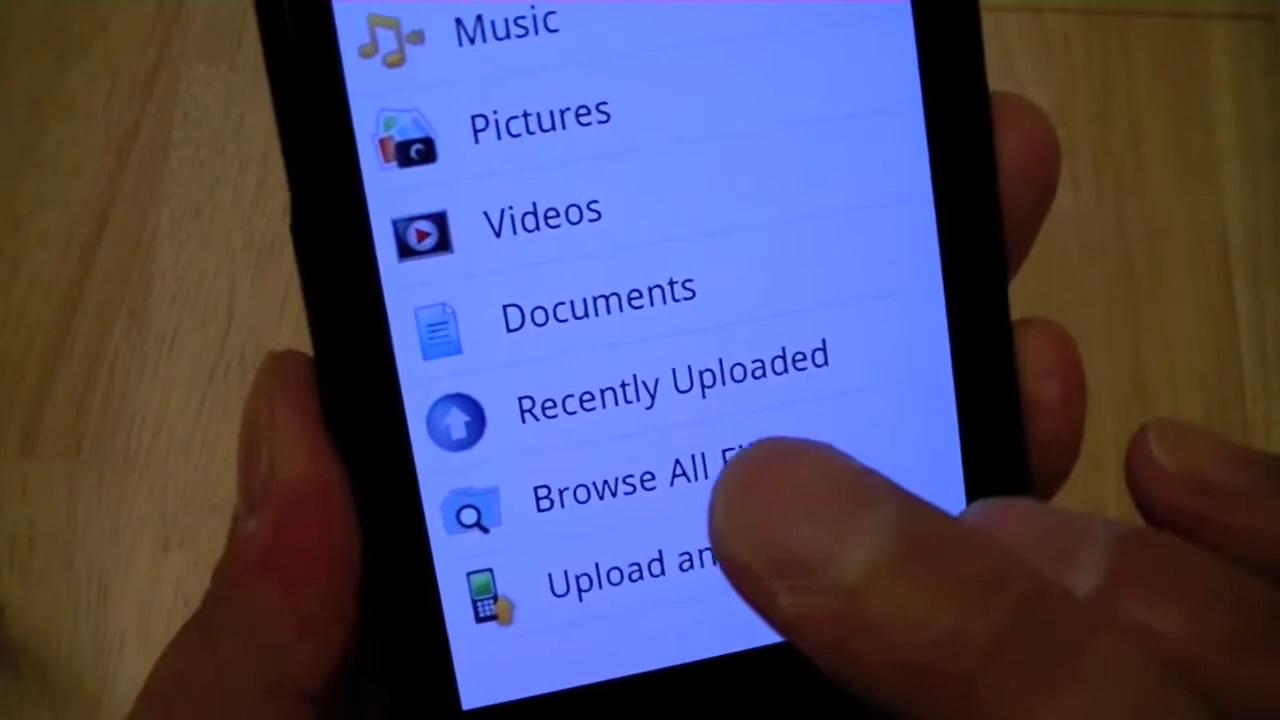 Music
Pictures
Videos
Documents
Recently Uploaded
Browse All
Upload